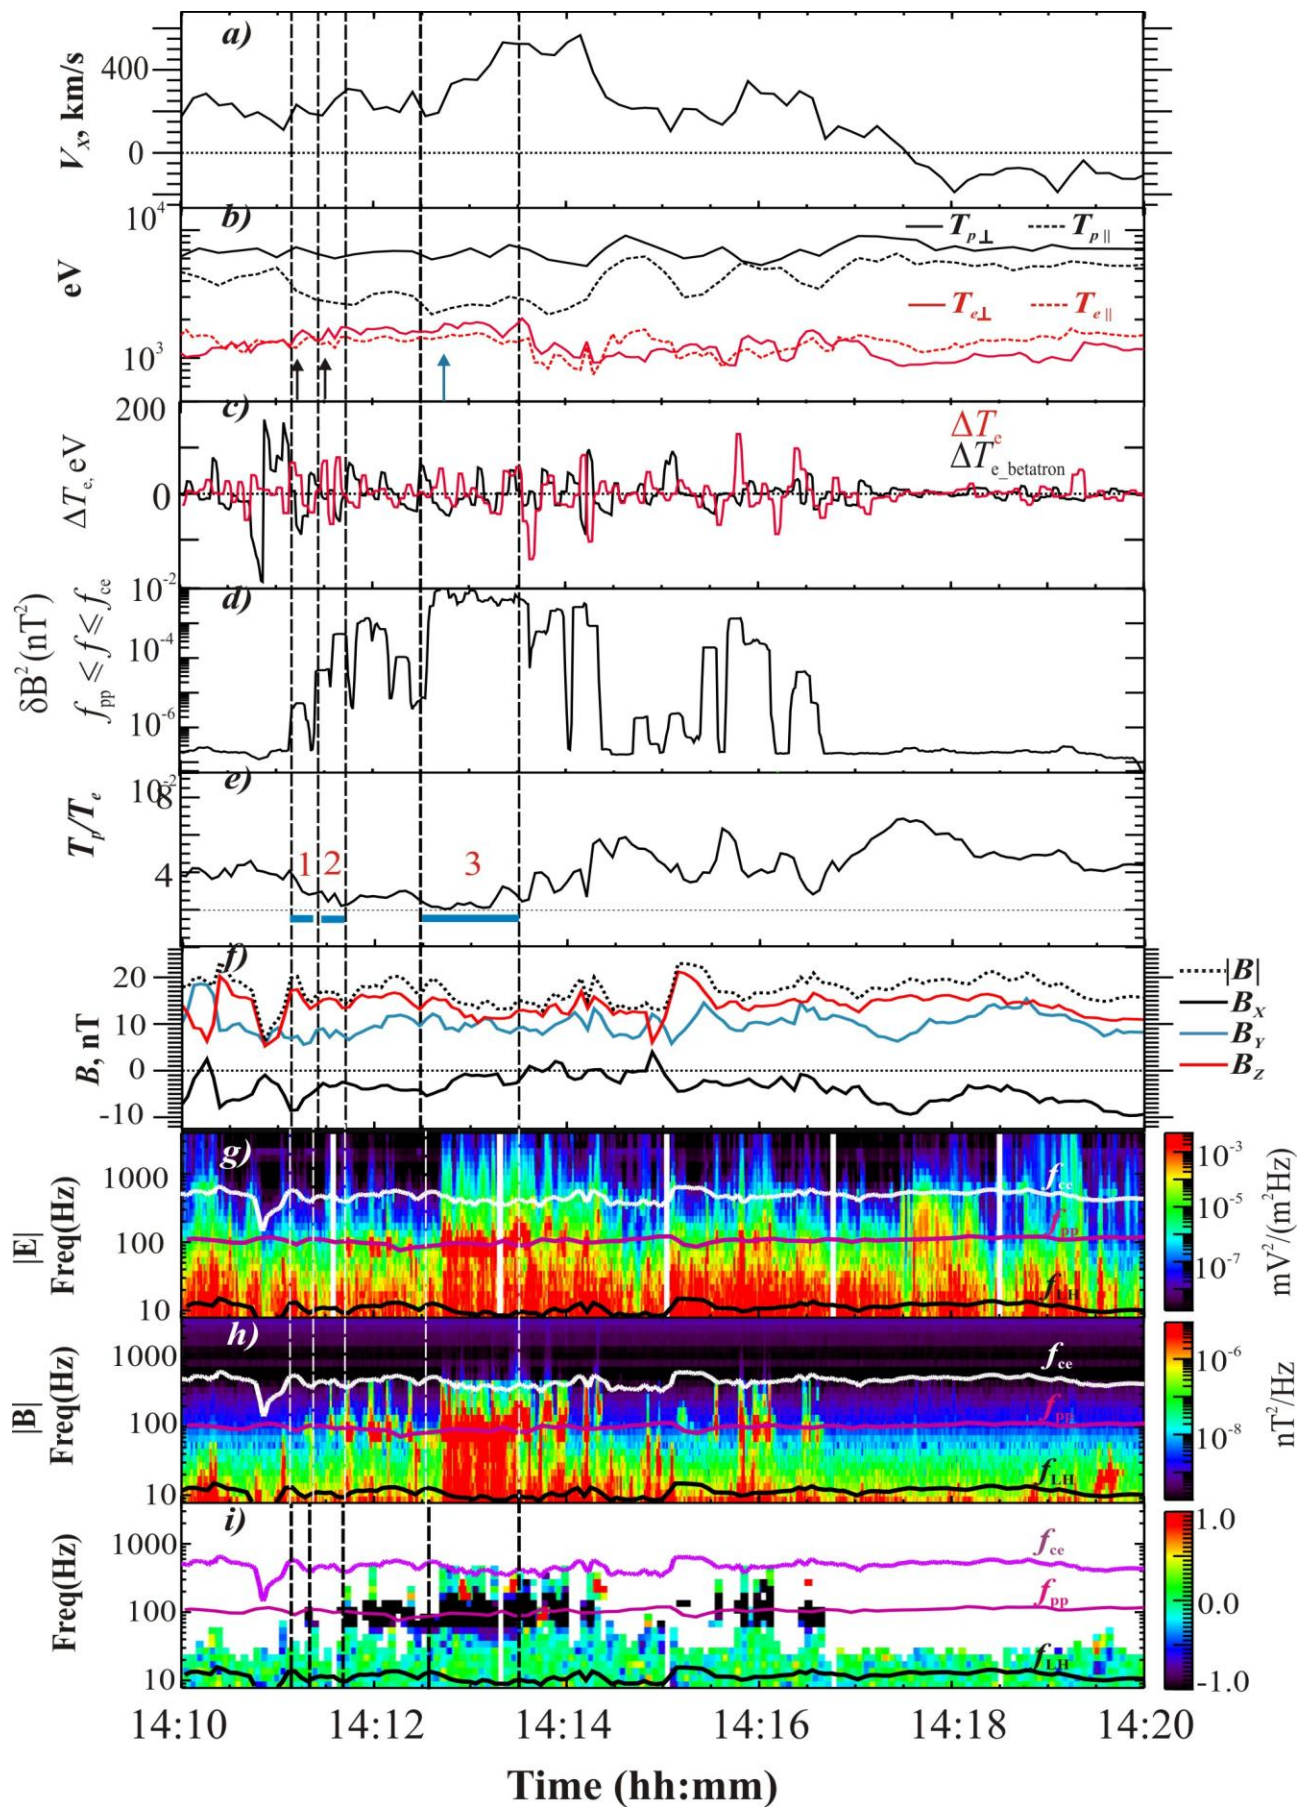 a)
V_X, km/s
400
0
b)
10^4
eV
10^3
T_p⊥ T_p∥
T_e⊥ T_e∥
c)
200
ΔT_e, eV
0
ΔT_e
ΔT_e_betatron
d)
10^-2
δB^2 (nT^2)
f_pp ≤ f ≤ f_ce
10^-4
10^-6
e)
10^-2
8
T_p/T_e
4
1 2 3
f)
20
B, nT
10
0
-10
|B|
B_X
B_Y
B_Z
g)
|E|
Freq(Hz)
1000
100
10
f_ce
f_pp
f_LH
10^-3
10^-5
10^-7
mV^2/(m^2Hz)
h)
|B|
Freq(Hz)
1000
100
10
f_ce
f_pp
f_LH
10^-6
10^-8
nT^2/Hz
i)
Freq(Hz)
1000
100
10
f_ce
f_pp
f_LH
1.0
0.0
-1.0
14:10 14:12 14:14 14:16 14:18 14:20
Time (hh:mm)